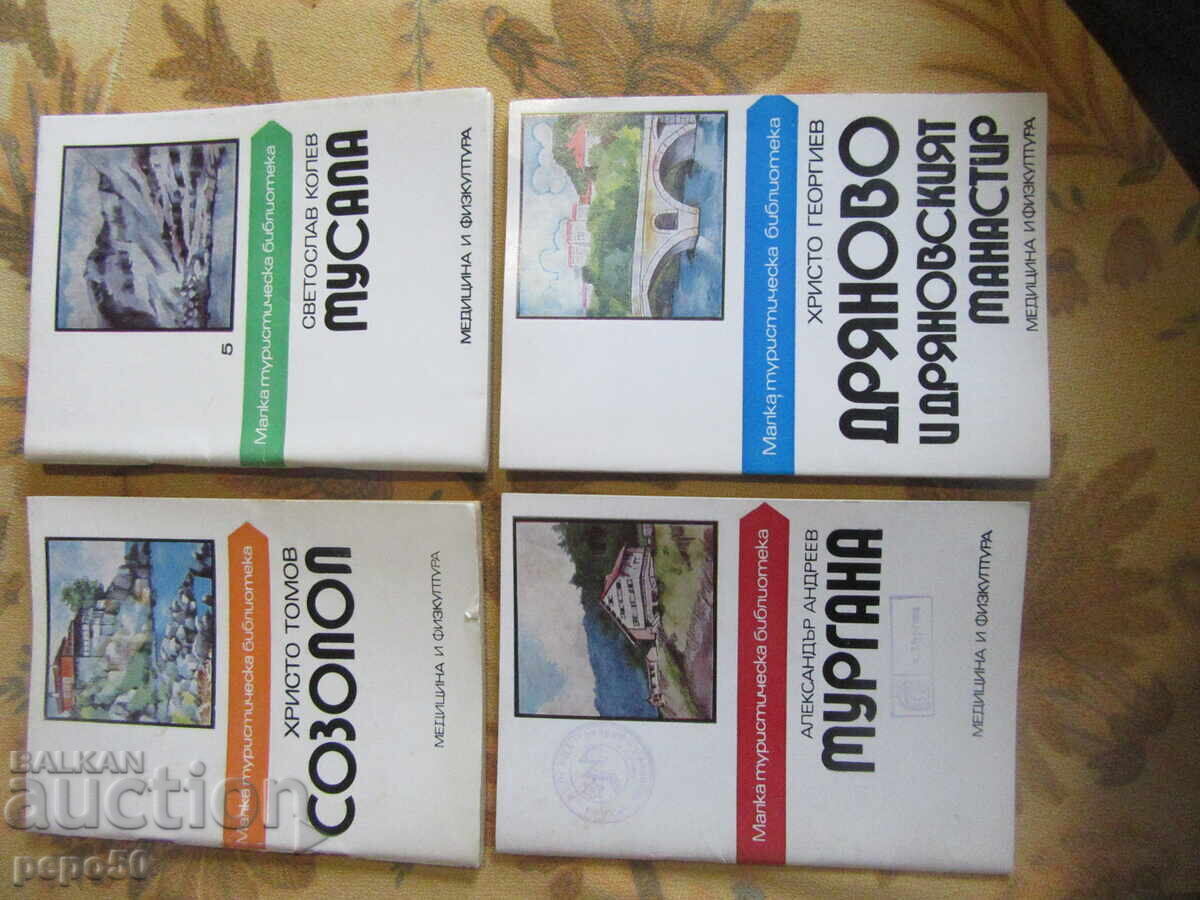 5
Малка туристическа библиотека
СВЕТОСЛАВ КОЛЕВ
МУСАЛА
МЕДИЦИНА И ФИЗКУЛТУРА
Малка туристическа библиотека
ХРИСТО ГЕОРГИЕВ
ДРЯНОВО
И ДРЯНОВСКИЯТ
МАНАСТИР
МЕДИЦИНА И ФИЗКУЛТУРА
Малка туристическа библиотека
ХРИСТО ТОМОВ
СОЗОПОЛ
МЕДИЦИНА И ФИЗКУЛТУРА
Малка туристическа библиотека
АЛЕКСАНДЪР АНДРЕЕВ
МУРГАНА
МЕДИЦИНА И ФИЗКУЛТУРА
BALKAN
auction
pepo50